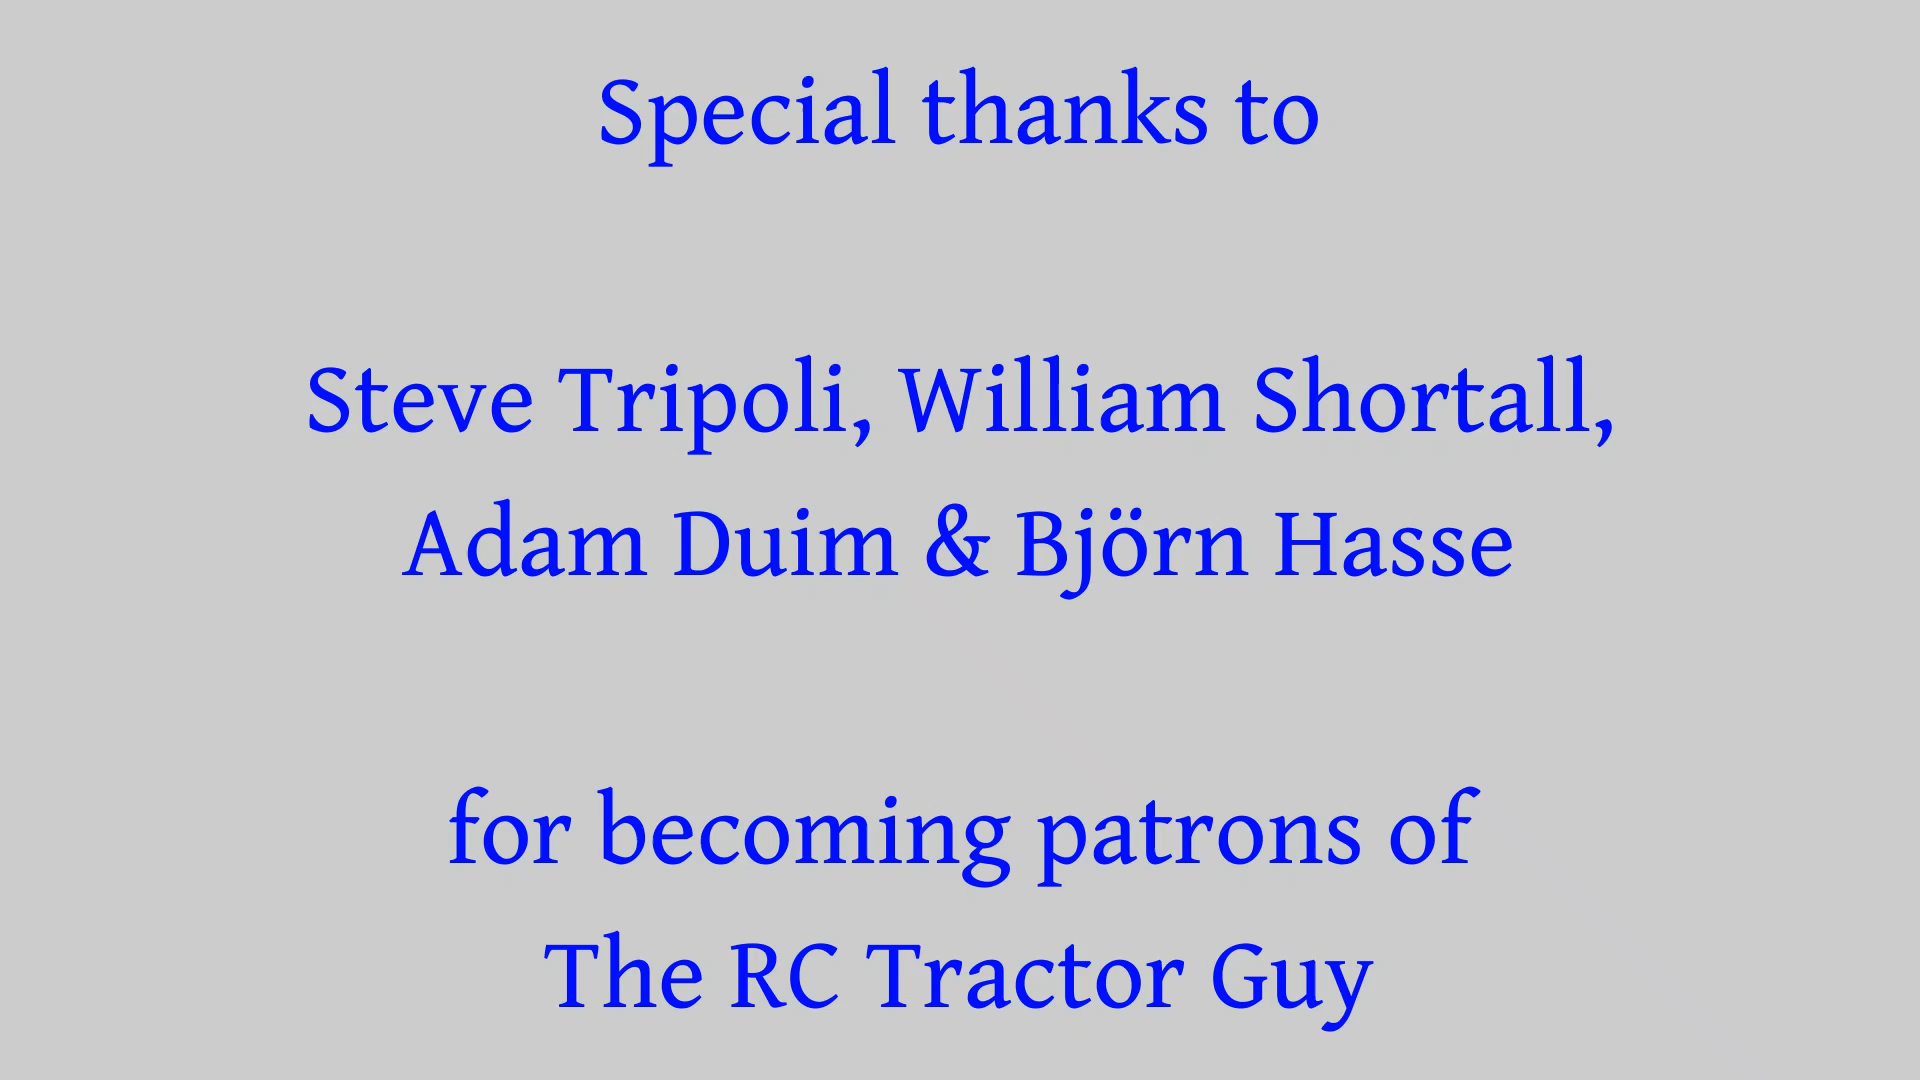 Special thanks to
Steve Tripoli, William Shortall,
Adam Duim & Björn Hasse
for becoming patrons of
The RC Tractor Guy